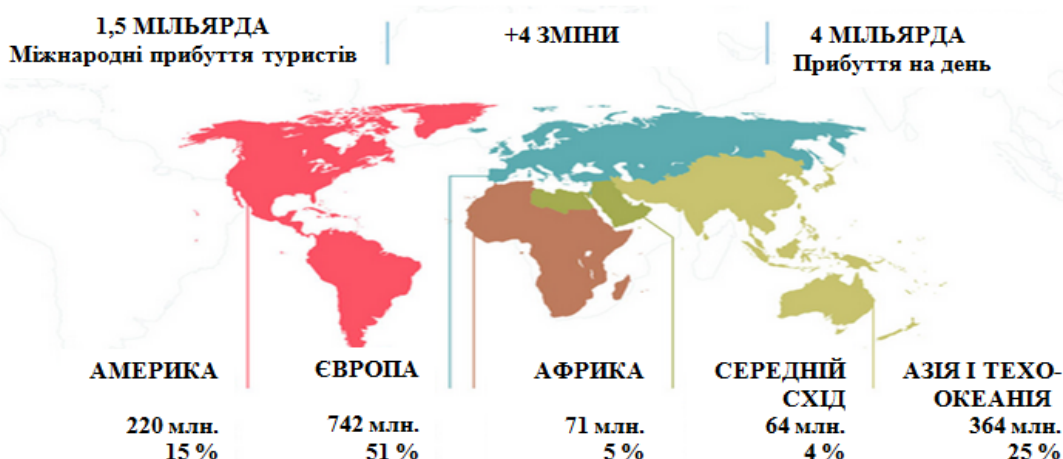 1,5 МІЛЬЯРДА
Міжнародні прибуття туристів
+4 ЗМІНИ
4 МІЛЬЯРДА
Прибуття на день
АМЕРИКА
220 млн.
15 %
ЄВРОПА
742 млн.
51 %
АФРИКА
71 млн.
5 %
СЕРЕДНІЙ
СХІД
64 млн.
4 %
АЗІЯ І ТЕХО-
ОКЕАНІЯ
364 млн.
25 %